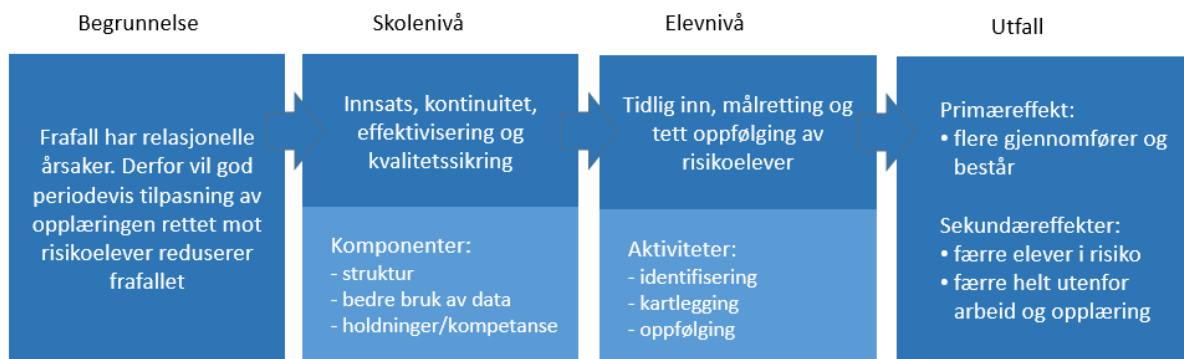 Begrunnelse
Frafall har relasjonelle
årsaker. Derfor vil god
periodevis tilpasning av
opplæringen rettet mot
risikoelever reduserer
frafallet
Skolenivå
Innsats, kontinuitet,
effektivisering og
kvalitetssikring
Komponenter:
- struktur
- bedre bruk av data
- holdninger/kompetanse
Elevnivå
Tidlig inn, målretting og
tett oppfølging av
risikoelever
Aktiviteter:
- identifisering
- kartlegging
- oppfølging
Utfall
Primæreffekt:
• flere gjennomfører og
består
Sekundæreffekter:
• færre elever i risiko
• færre helt utenfor
arbeid og opplæring